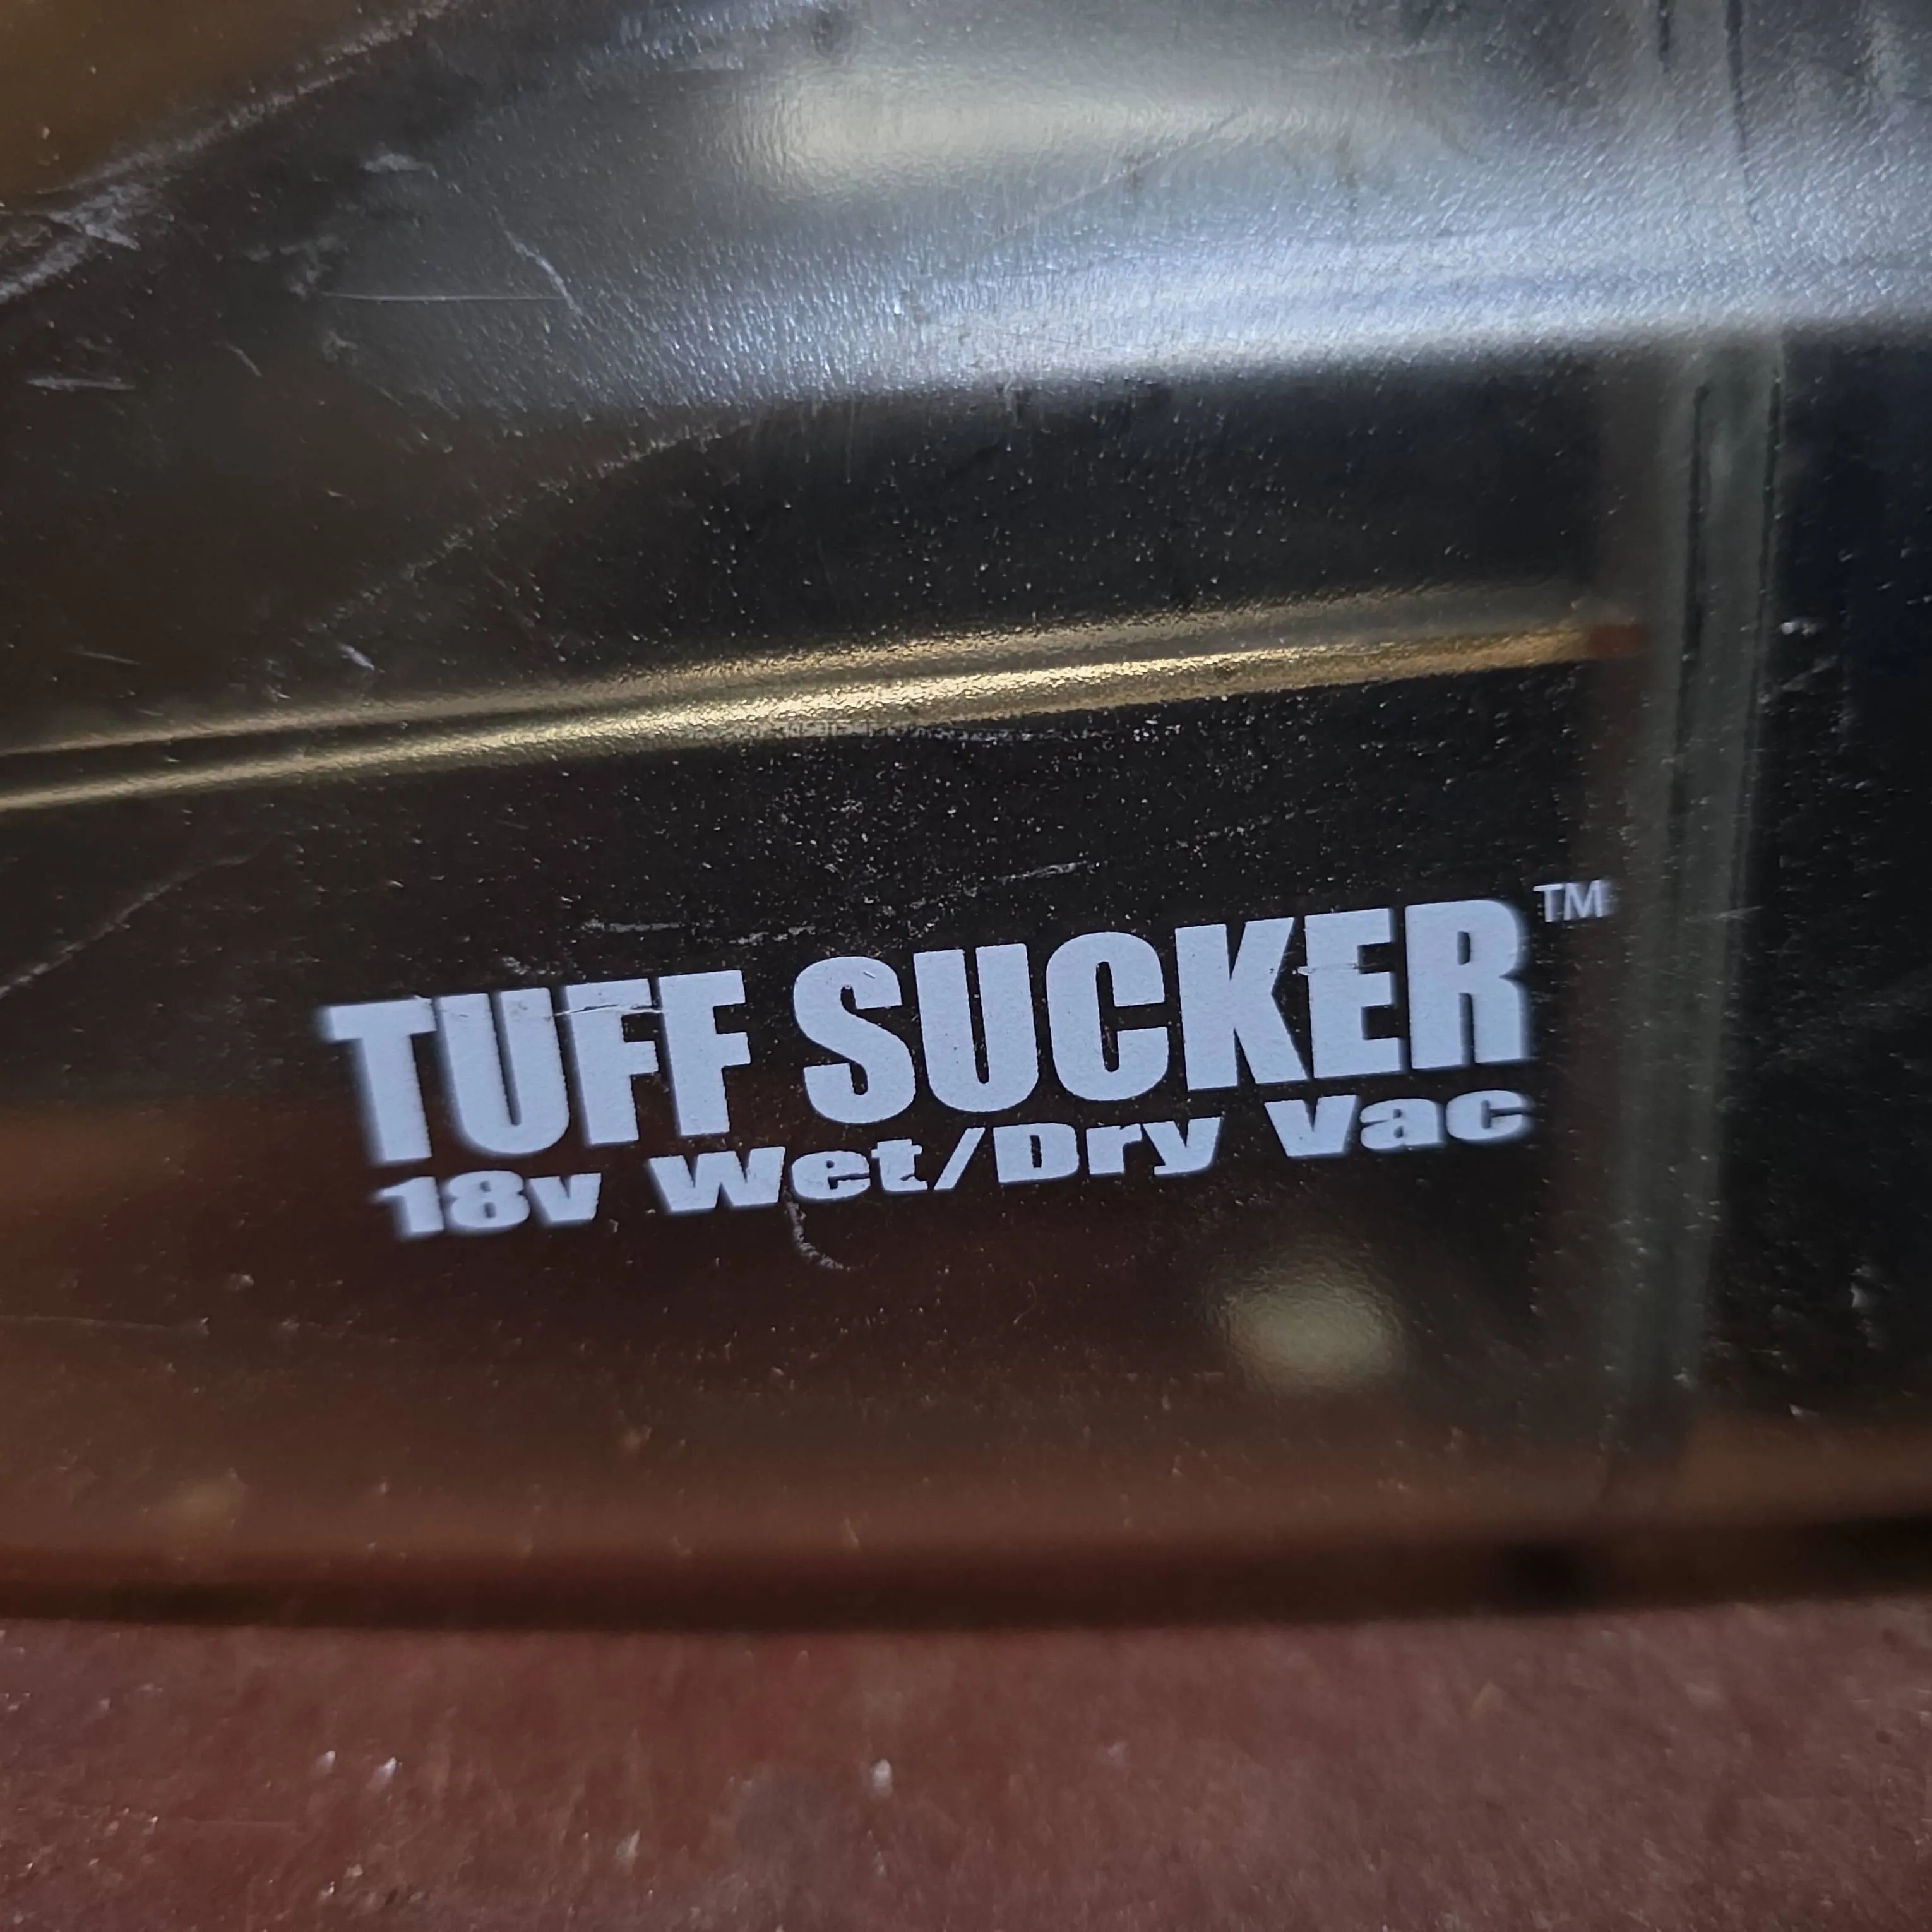 TUFF SUCKER™
18v Wet/Dry Vac